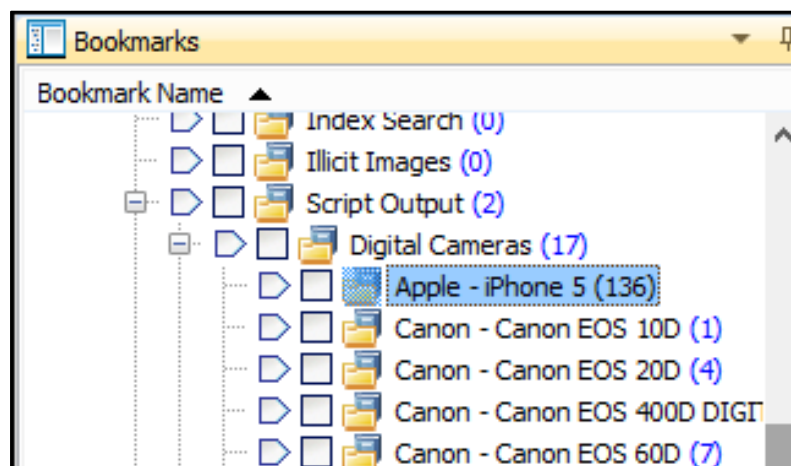 Bookmarks
Bookmark Name
Index Search (0)
Illicit Images (0)
Script Output (2)
Digital Cameras (17)
Apple - iPhone 5 (136)
Canon - Canon EOS 10D (1)
Canon - Canon EOS 20D (4)
Canon - Canon EOS 400D DIGIT
Canon - Canon EOS 60D (7)